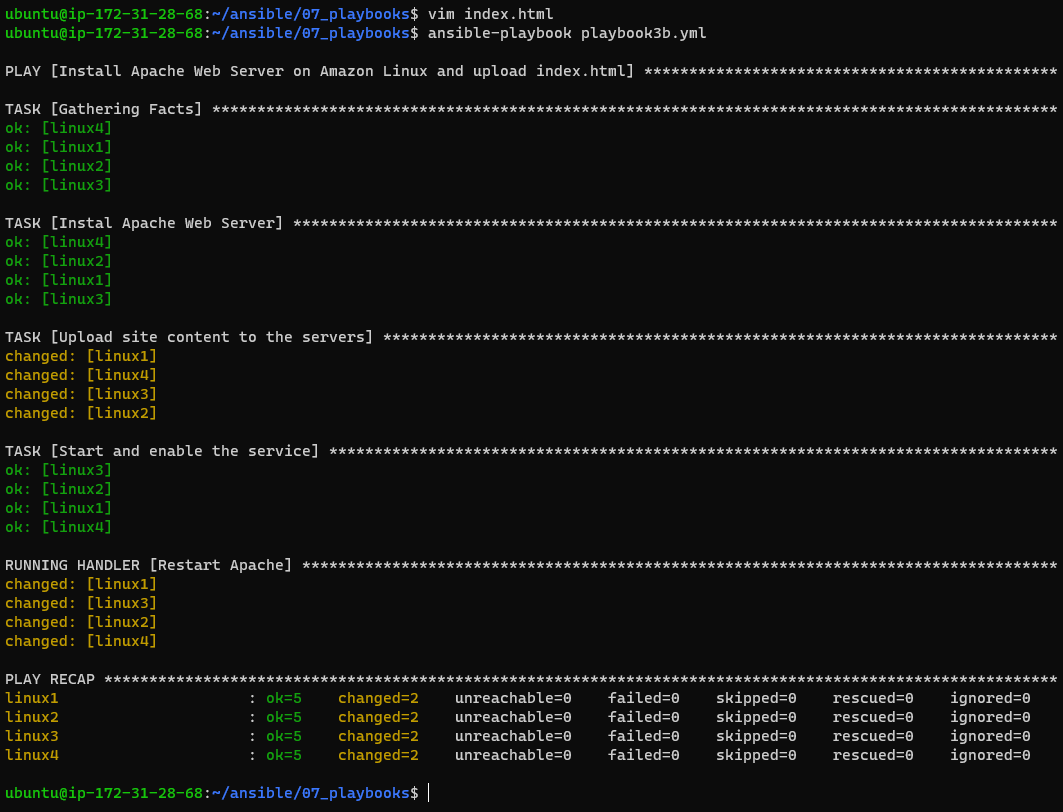 ubuntu@ip-172-31-28-68:~/ansible/07_playbooks$ vim index.html
ubuntu@ip-172-31-28-68:~/ansible/07_playbooks$ ansible-playbook playbook3b.yml
PLAY [Install Apache Web Server on Amazon Linux and upload index.html] **********************************************
TASK [Gathering Facts] **********************************************************************************************
ok: [linux4]
ok: [linux1]
ok: [linux2]
ok: [linux3]
TASK [Instal Apache Web Server] *************************************************************************************
ok: [linux4]
ok: [linux2]
ok: [linux1]
ok: [linux3]
TASK [Upload site content to the servers] ***************************************************************************
changed: [linux1]
changed: [linux4]
changed: [linux3]
changed: [linux2]
TASK [Start and enable the service] *********************************************************************************
ok: [linux3]
ok: [linux2]
ok: [linux1]
ok: [linux4]
RUNNING HANDLER [Restart Apache] ************************************************************************************
changed: [linux1]
changed: [linux3]
changed: [linux2]
changed: [linux4]
PLAY RECAP **********************************************************************************************************
linux1                     : ok=5    changed=2    unreachable=0    failed=0    skipped=0    rescued=0    ignored=0
linux2                     : ok=5    changed=2    unreachable=0    failed=0    skipped=0    rescued=0    ignored=0
linux3                     : ok=5    changed=2    unreachable=0    failed=0    skipped=0    rescued=0    ignored=0
linux4                     : ok=5    changed=2    unreachable=0    failed=0    skipped=0    rescued=0    ignored=0
ubuntu@ip-172-31-28-68:~/ansible/07_playbooks$